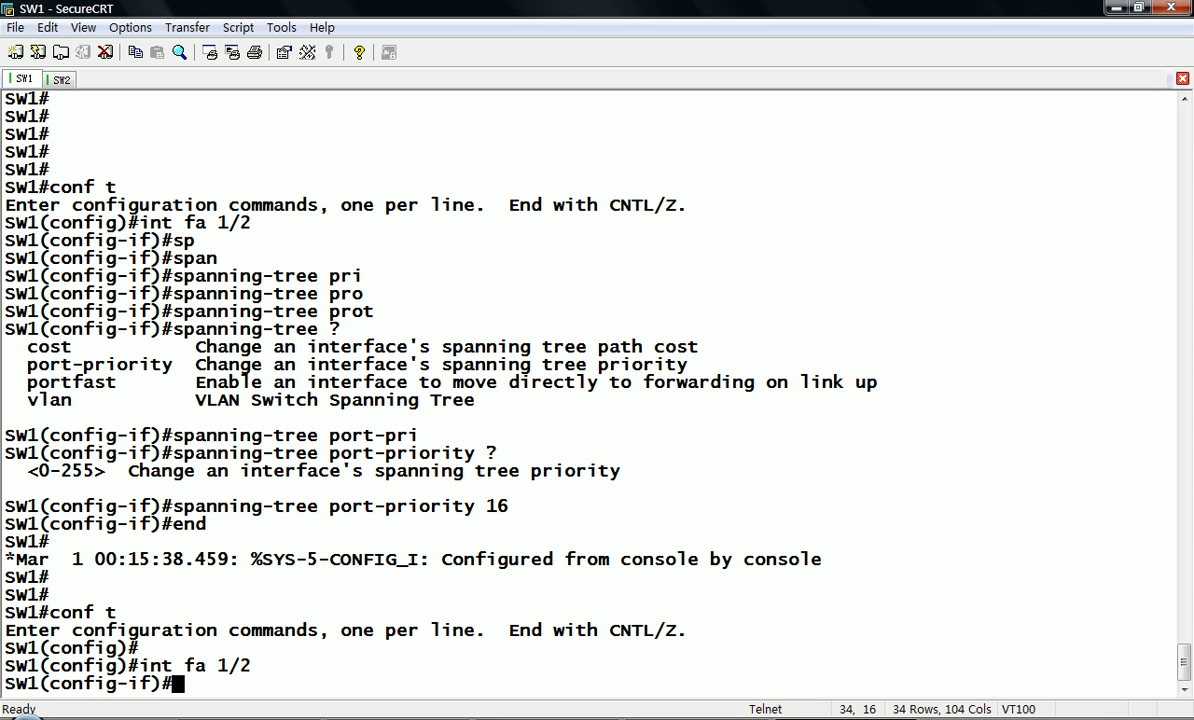 SW1 - SecureCRT
File Edit View Options Transfer Script Tools Help
SW1 SW2
SW1#
SW1#
SW1#
SW1#
SW1#
SW1#conf t
Enter configuration commands, one per line.  End with CNTL/Z.
SW1(config)#int fa 1/2
SW1(config-if)#sp
SW1(config-if)#span
SW1(config-if)#spanning-tree pri
SW1(config-if)#spanning-tree pro
SW1(config-if)#spanning-tree prot
SW1(config-if)#spanning-tree ?
  cost           Change an interface's spanning tree path cost
  port-priority  Change an interface's spanning tree priority
  portfast       Enable an interface to move directly to forwarding on link up
  vlan           VLAN Switch Spanning Tree
SW1(config-if)#spanning-tree port-pri
SW1(config-if)#spanning-tree port-priority ?
  <0-255>  Change an interface's spanning tree priority
SW1(config-if)#spanning-tree port-priority 16
SW1(config-if)#end
SW1#
*Mar  1 00:15:38.459: %SYS-5-CONFIG_I: Configured from console by console
SW1#
SW1#
SW1#conf t
Enter configuration commands, one per line.  End with CNTL/Z.
SW1(config)#
SW1(config)#int fa 1/2
SW1(config-if)#
Ready Telnet 34, 16 34 Rows, 104 Cols VT100